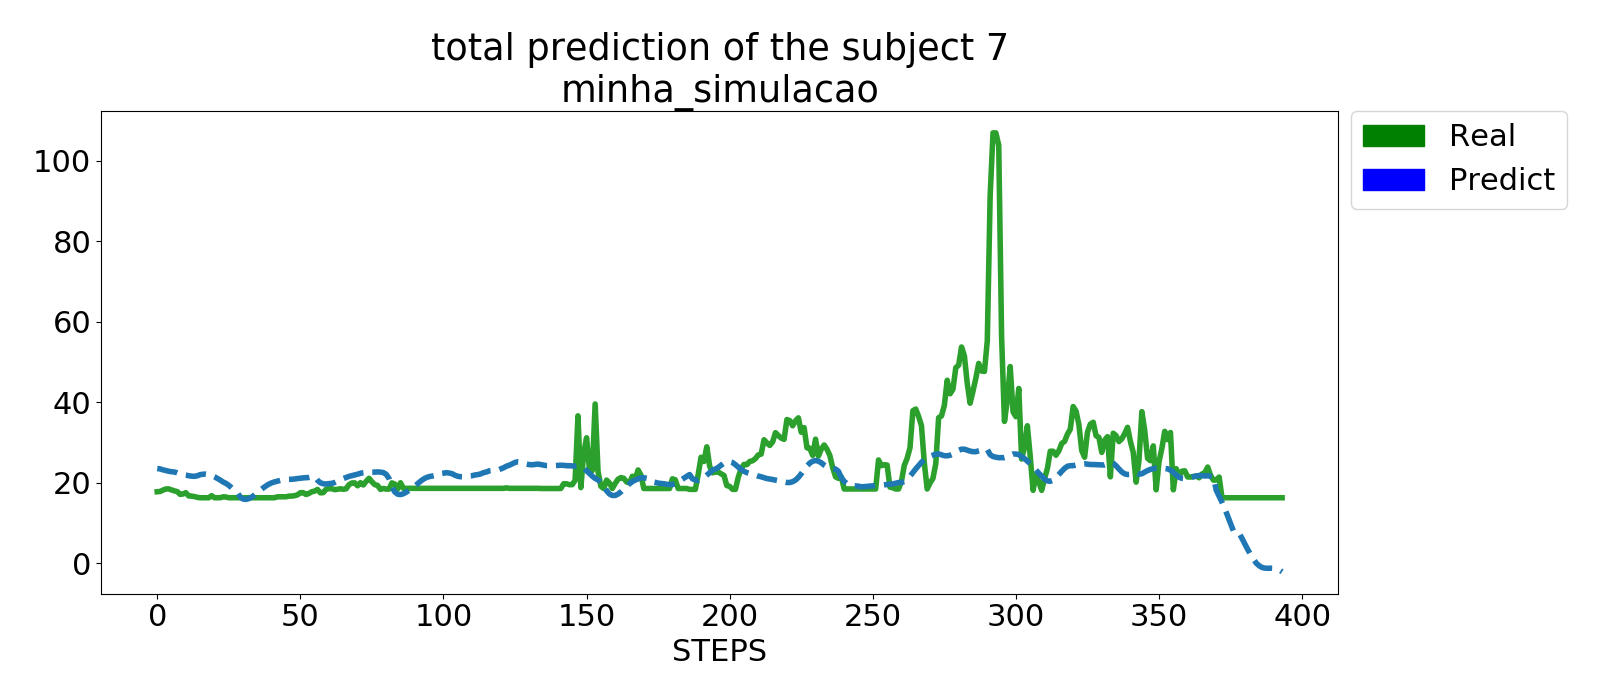 total prediction of the subject 7
minha_simulacao
Real
Predict
100
80
60
40
20
0
0 50 100 150 200 250 300 350 400
STEPS